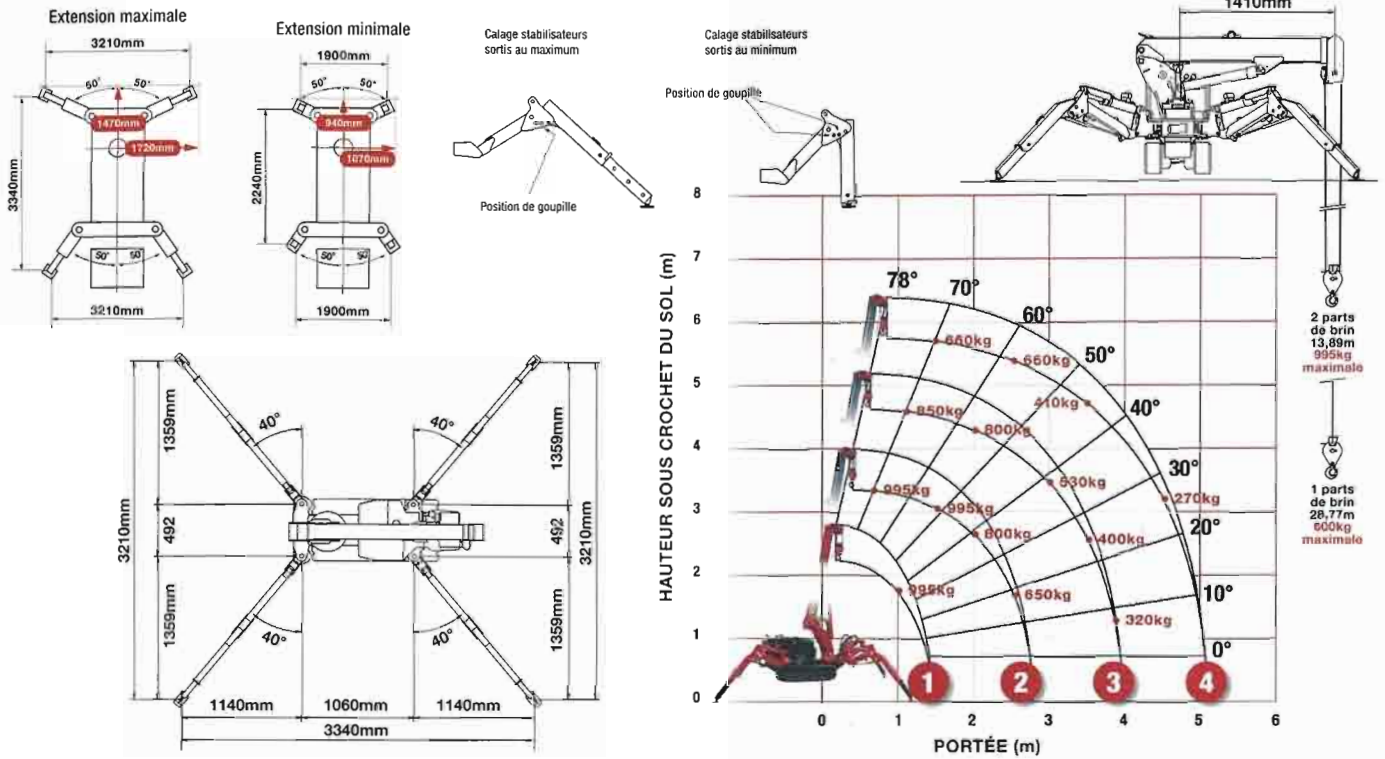 Extension maximale
3210mm
50° 50°
1470mm
1720mm
3340mm
50° 50
3210mm
Extension minimale
1900mm
50° 50°
940mm
1070mm
2240mm
50° 50
1900mm
Calage stabilisateurs
sortis au maximum
Position de goupille
Calage stabilisateurs
sortis au minimum
Position de goupille
1410mm
2 parts
de brin
13,89m
995kg
maximale
1 parts
de brin
28,77m
600kg
maximale
40° 40°
1359mm
1359mm
3210mm
492
492
3210mm
1359mm
1359mm
40° 40°
1140mm 1060mm 1140mm
3340mm
HAUTEUR SOUS CROCHET DU SOL (m)
8
7
6
5
4
3
2
1
0
78°
70°
60°
50°
40°
30°
20°
10°
0°
660kg
660kg
410kg
270kg
850kg
800kg
530kg
400kg
320kg
995kg
995kg
800kg
650kg
995kg
1 2 3 4
0 1 2 3 4 5 6
PORTÉE (m)